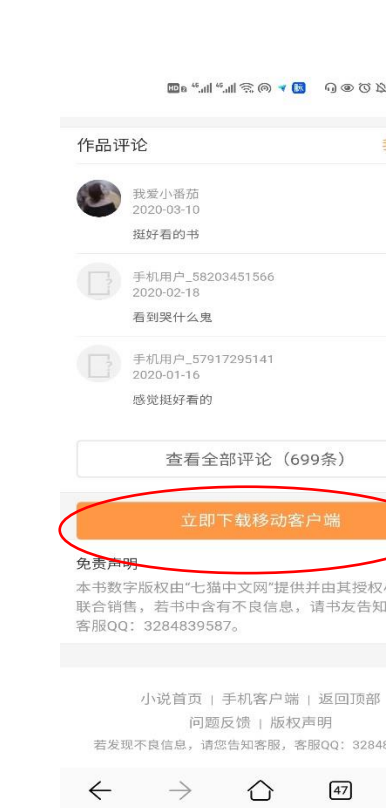 作品评论
我爱小番茄
2020-03-10
挺好看的书
手机用户_58203451566
2020-02-18
看到哭什么鬼
手机用户_57917295141
2020-01-16
感觉挺好看的
查看全部评论（699条）
立即下载移动客户端
免责声明
本书数字版权由“七猫中文网”提供并由其授权
联合销售，若书中含有不良信息，请书友告知
客服QQ：3284839587。
小说首页 | 手机客户端 | 返回顶部
问题反馈 | 版权声明
若发现不良信息，请您告知客服，客服QQ：3284
47